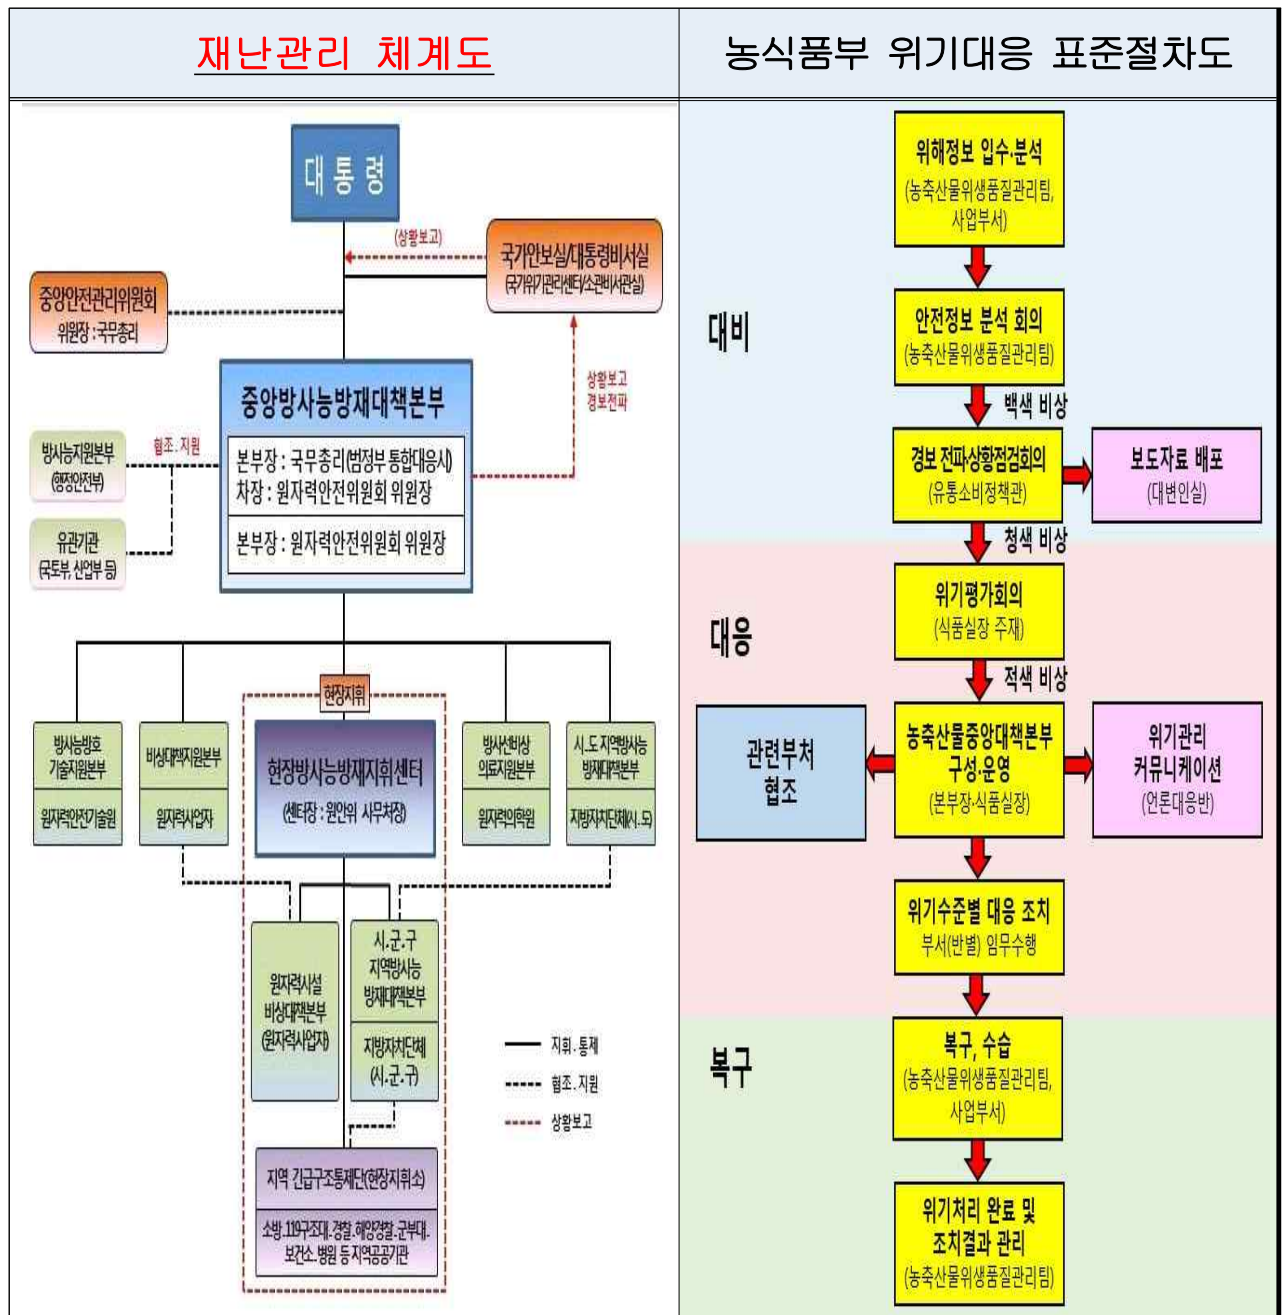 재난관리 체계도
대통령
(상황보고)
국가안보실/대통령비서실
(국가위기관리센터/소관비서관실)
중앙안전관리위원회
위원장 : 국무총리
상황보고
경보전파
중앙방사능방재대책본부
본부장 : 국무총리(범정부 통합대응시)
차장 : 원자력안전위원회 위원장
본부장 : 원자력안전위원회 위원장
방사능지원본부
(행정안전부)
협조.지원
유관기관
(국토부, 산업부 등)
현장지휘
방사능방호
기술지원본부
원자력안전기술원
비상대책지원본부
원자력사업자
현장방사능방재지휘센터
(센터장 : 원안위 사무처장)
방사선비상
의료지원본부
원자력의학원
시.도 지역방사능
방재대책본부
지방자치단체(시.도)
원자력시설
비상대책본부
(원자력사업자)
시.군.구
지역방사능
방재대책본부
지방자치단체
(시.군.구)
지휘.통제
협조.지원
상황보고
지역 긴급구조통제단(현장지휘소)
소방.119구조대.경찰.해양경찰.군부대.
보건소.병원 등 지역공공기관
농식품부 위기대응 표준절차도
대비
위해정보 입수·분석
(농축산물위생품질관리팀,
사업부서)
안전정보 분석 회의
(농축산물위생품질관리팀)
백색 비상
경보 전파·상황점검회의
(유통소비정책관)
보도자료 배포
(대변인실)
청색 비상
대응
위기평가회의
(식품실장 주재)
적색 비상
관련부처
협조
농축산물중앙대책본부
구성·운영
(본부장·식품실장)
위기관리
커뮤니케이션
(언론대응반)
위기수준별 대응 조치
부서(반별) 임무수행
복구
복구, 수습
(농축산물위생품질관리팀,
사업부서)
위기처리 완료 및
조치결과 관리
(농축산물위생품질관리팀)